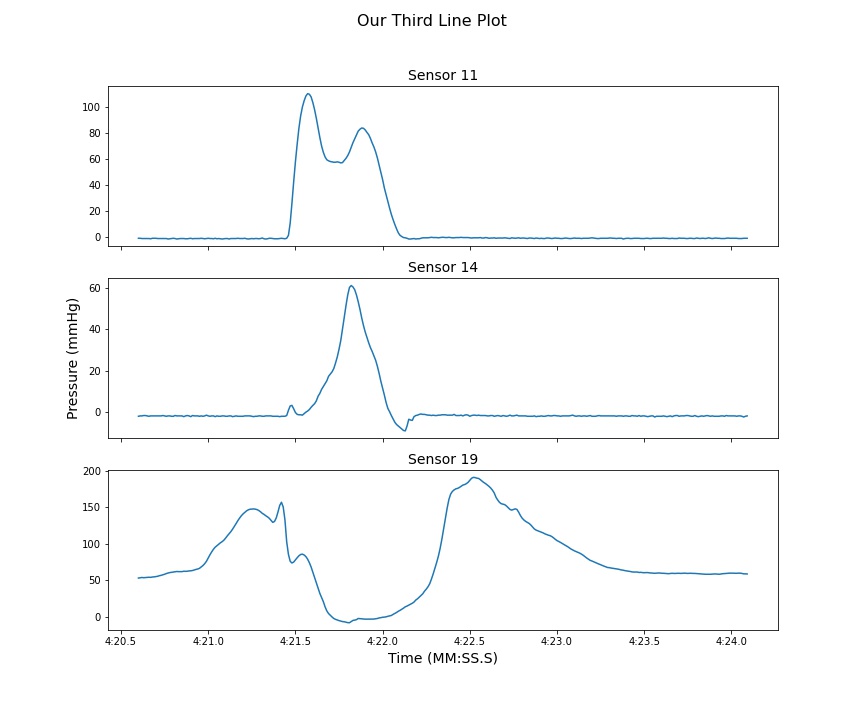 Our Third Line Plot
Sensor 11
100
80
60
40
20
0
Sensor 14
60
40
20
0
Pressure (mmHg)
Sensor 19
200
150
100
50
0
4:20.5 4:21.0 4:21.5 4:22.0 4:22.5 4:23.0 4:23.5 4:24.0
Time (MM:SS.S)